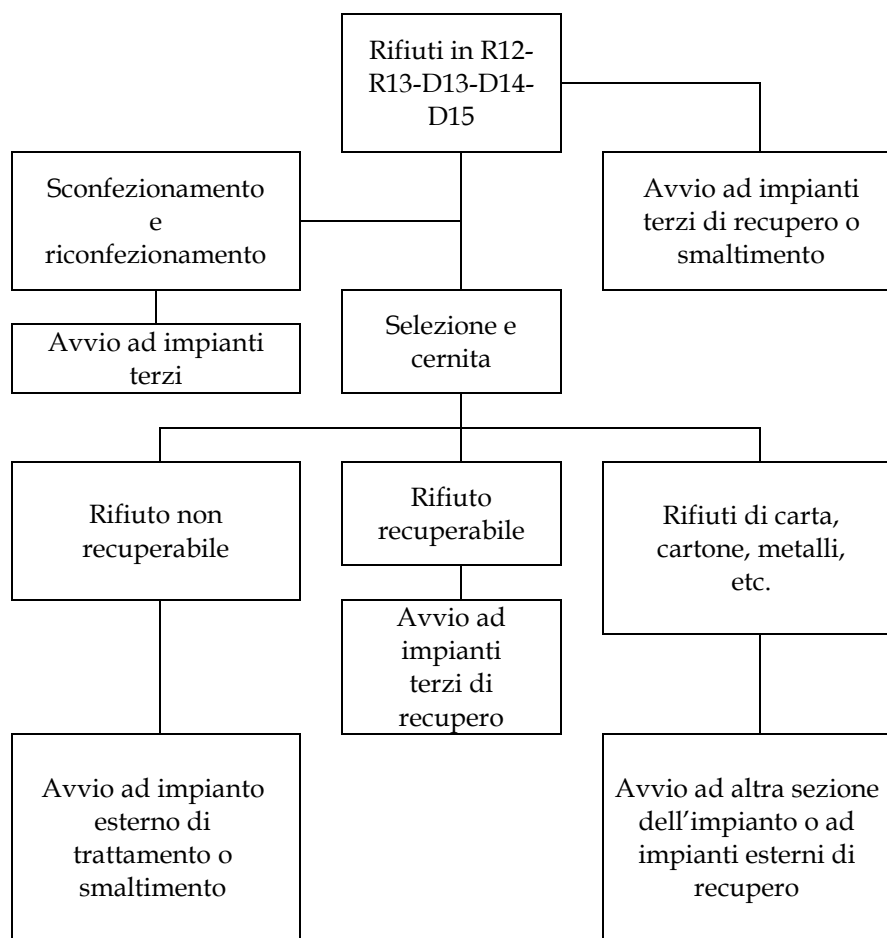 Rifiuti in R12-
R13-D13-D14-
D15
Sconfezionamento
e
riconfezionamento
Avvio ad impianti
terzi di recupero o
smaltimento
Avvio ad impianti
terzi
Selezione e
cernita
Rifiuto non
recuperabile
Rifiuto
recuperabile
Rifiuti di carta,
cartone, metalli,
etc.
Avvio ad
impianti
terzi di
recupero
Avvio ad impianto
esterno di
trattamento o
smaltimento
Avvio ad altra sezione
dell’impianto o ad
impianti esterni di
recupero